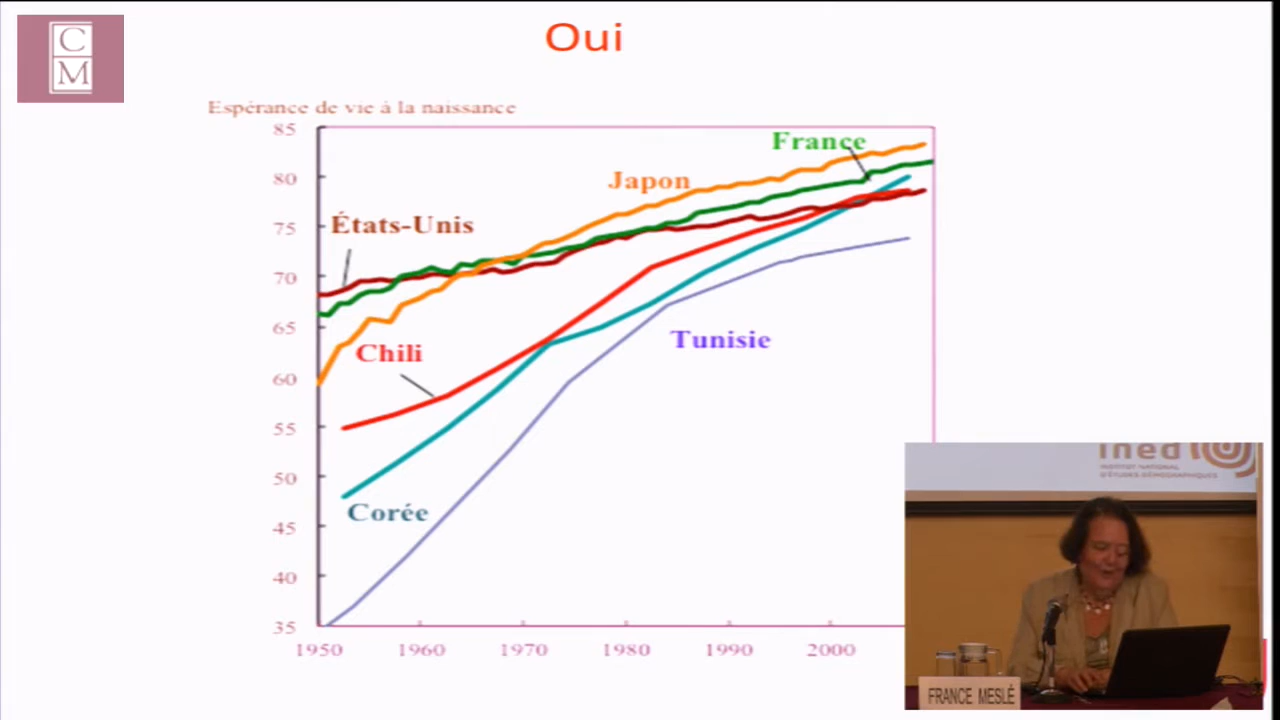 C
M
Oui
Espérance de vie à la naissance
85
80
75
70
65
60
55
50
45
40
35
1950
1960
1970
1980
1990
2000
France
Japon
États-Unis
Chili
Tunisie
Corée
ined
INSTITUT NATIONAL
D'ÉTUDES DÉMOGRAPHIQUES
FRANCE MESLÉ